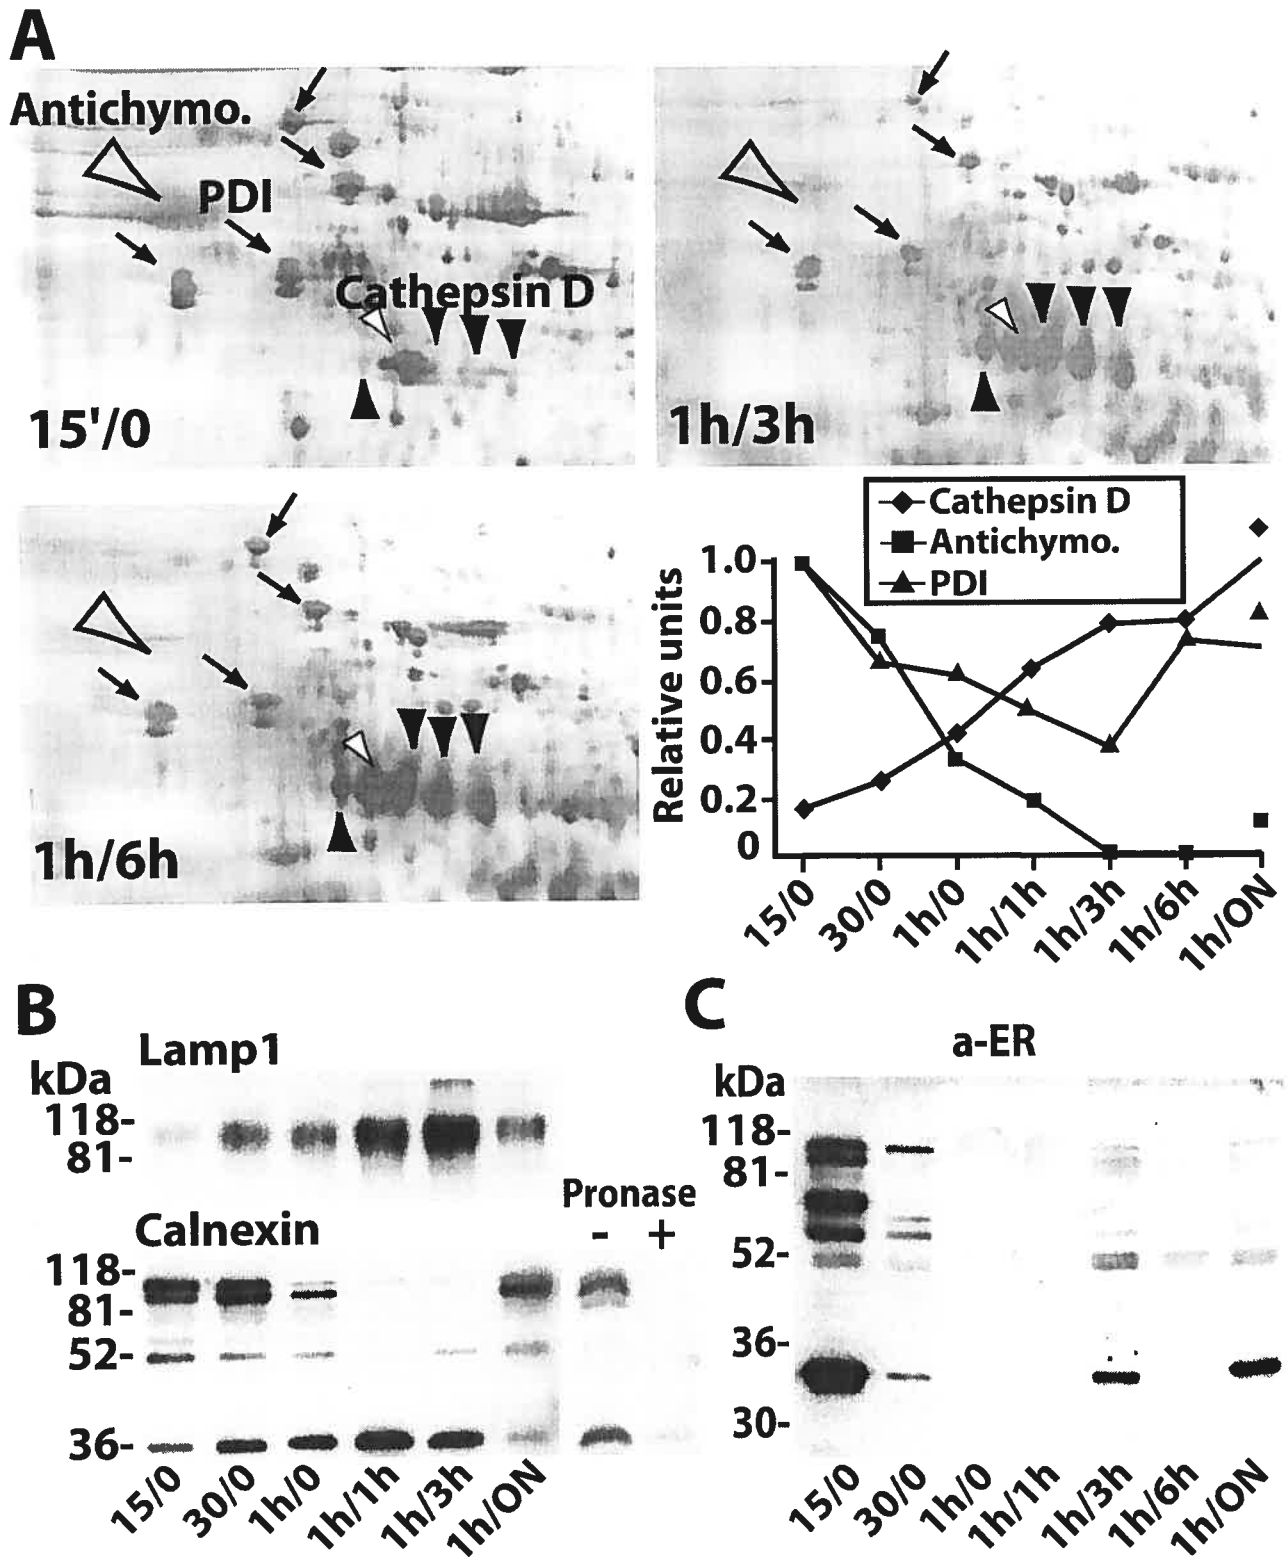 A
Antichymo.
PDI
Cathepsin D
15'/0
1h/3h
1h/6h
Cathepsin D
Antichymo.
PDI
Relative units
1.0
0.8
0.6
0.4
0.2
0
15/0
30/0
1h/0
1h/1h
1h/3h
1h/6h
1h/ON
B
Lamp1
kDa
118-
81-
Calnexin
Pronase
- +
118-
81-
52-
36-
15/0
30/0
1h/0
1h/1h
1h/3h
1h/ON
C
a-ER
kDa
118-
81-
52-
36-
30-
15/0
30/0
1h/0
1h/1h
1h/3h
1h/6h
1h/ON